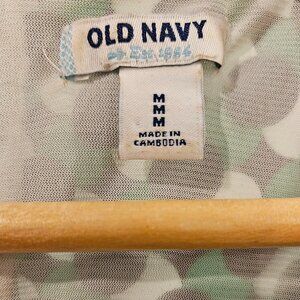 OLD NAVY
Est. 1994
M
M
M
MADE IN
CAMBODIA